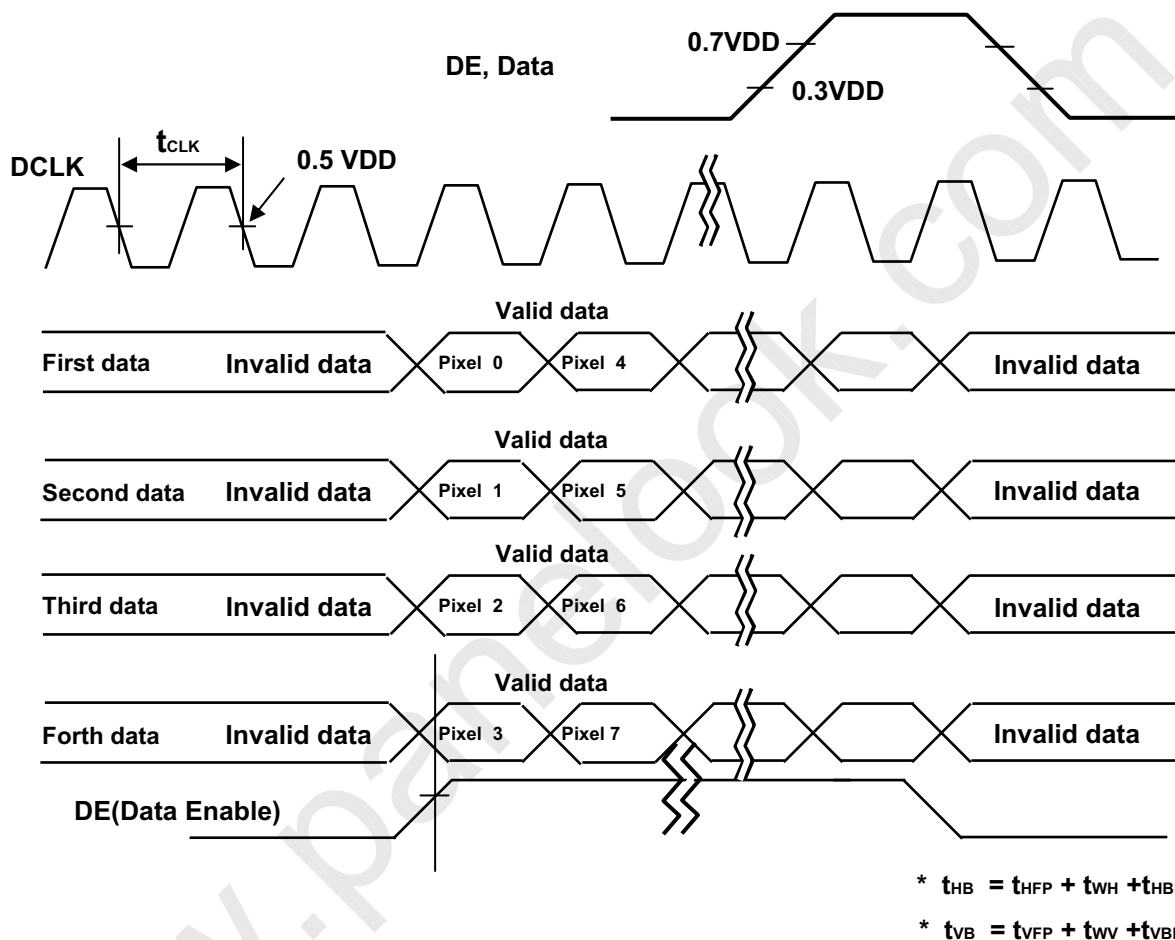 DE, Data
0.7VDD
0.3VDD
DCLK
tCLK
0.5 VDD
Valid data
First data Invalid data Pixel 0 Pixel 4 Invalid data
Valid data
Second data Invalid data Pixel 1 Pixel 5 Invalid data
Valid data
Third data Invalid data Pixel 2 Pixel 6 Invalid data
Valid data
Forth data Invalid data Pixel 3 Pixel 7 Invalid data
DE(Data Enable)
* tHB = tHFP + tWH +tHB
* tVB = tVFP + tWV +
.panelook.com